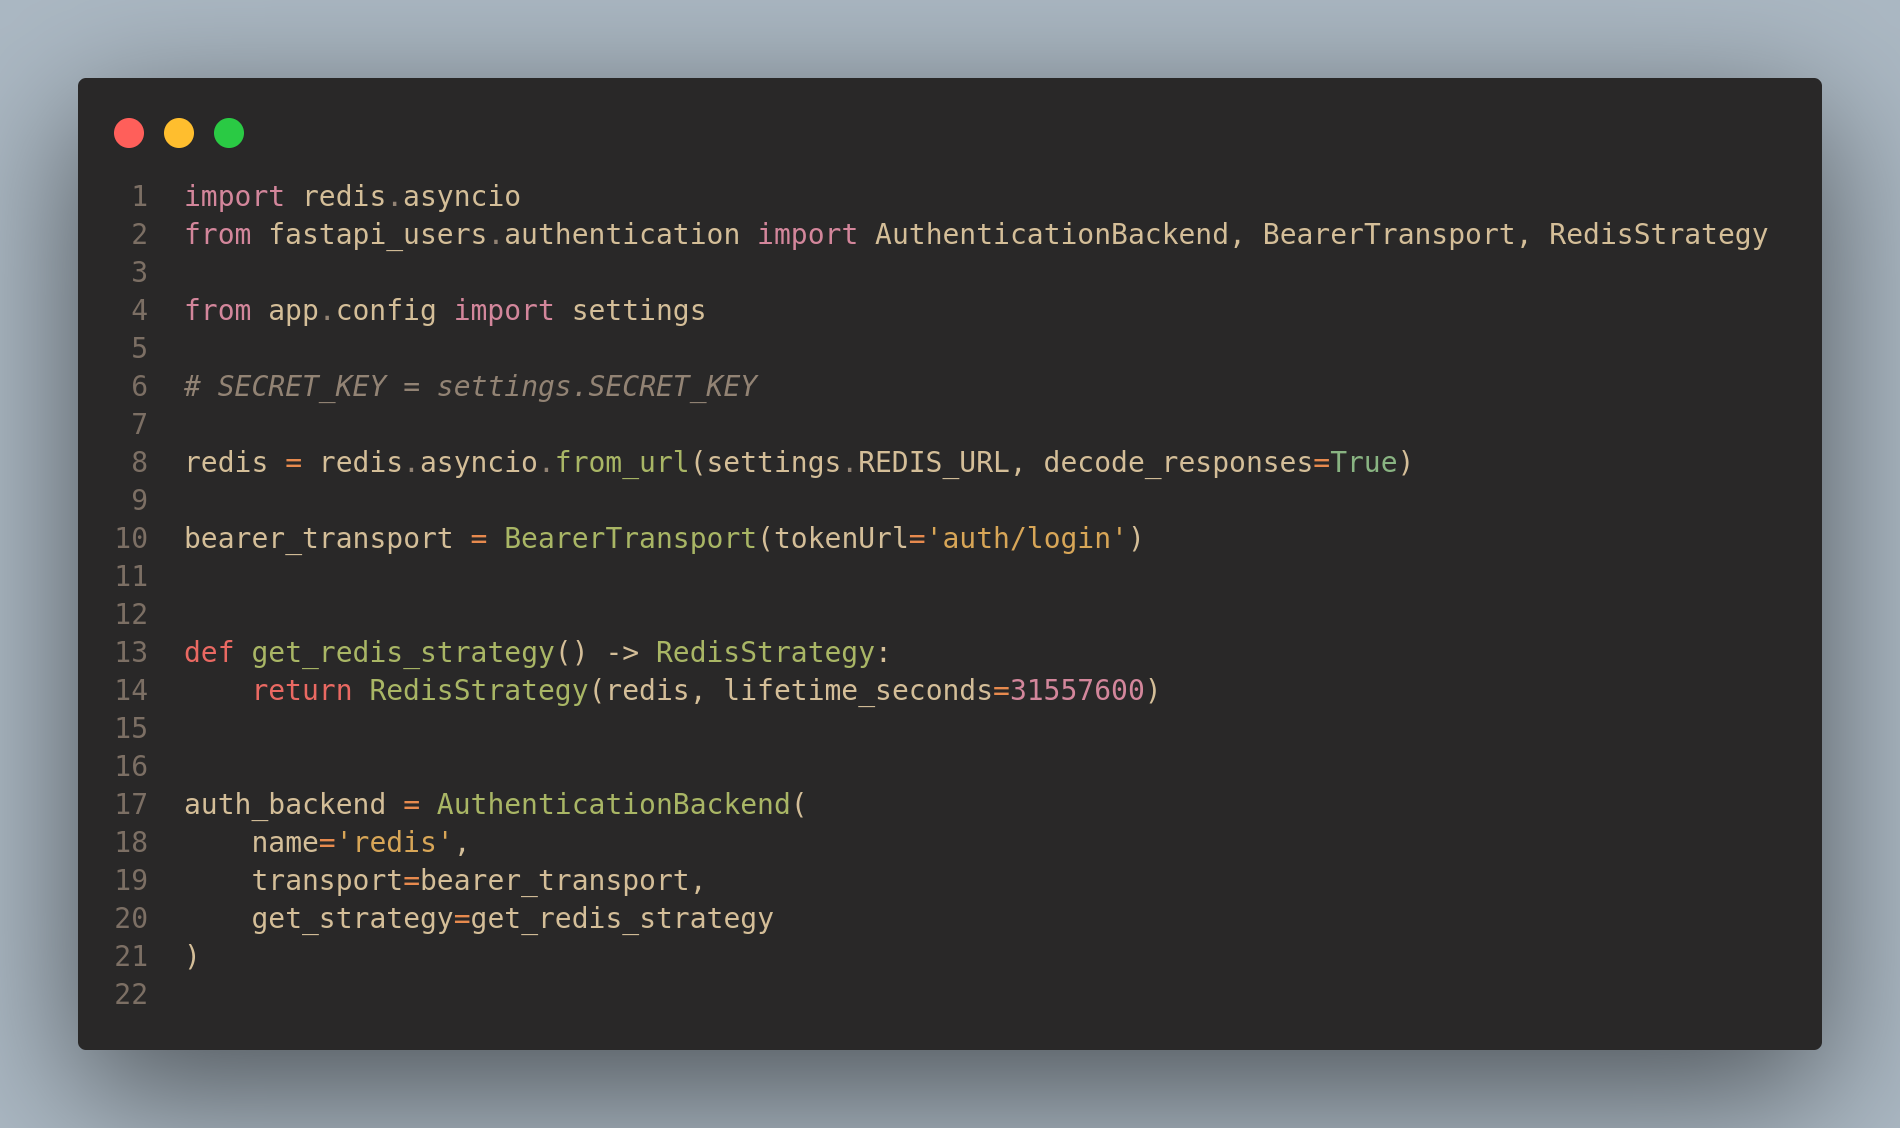 1 import redis.asyncio
2 from fastapi_users.authentication import AuthenticationBackend, BearerTransport, RedisStrategy
3
4 from app.config import settings
5
6 # SECRET_KEY = settings.SECRET_KEY
7
8 redis = redis.asyncio.from_url(settings.REDIS_URL, decode_responses=True)
9
10 bearer_transport = BearerTransport(tokenUrl='auth/login')
11
12
13 def get_redis_strategy() -> RedisStrategy:
14     return RedisStrategy(redis, lifetime_seconds=31557600)
15
16
17 auth_backend = AuthenticationBackend(
18     name='redis',
19     transport=bearer_transport,
20     get_strategy=get_redis_strategy
21 )
22